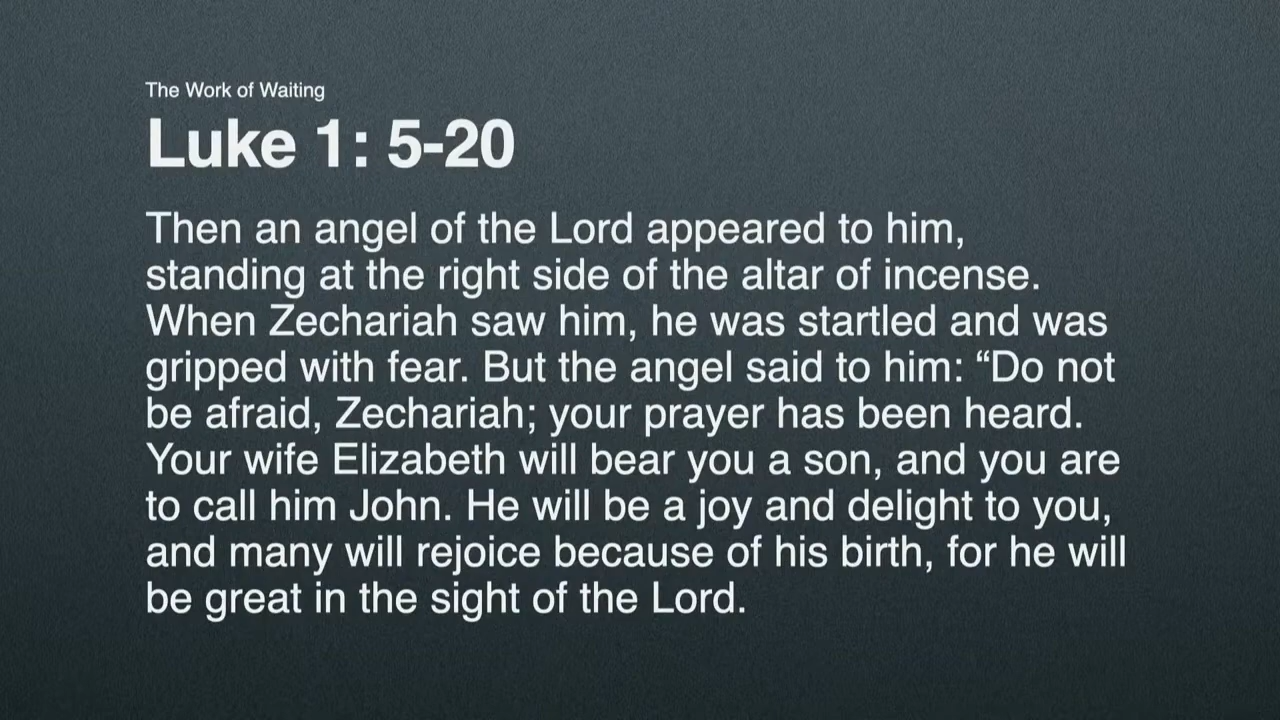 The Work of Waiting
Luke 1: 5-20
Then an angel of the Lord appeared to him,
standing at the right side of the altar of incense.
When Zechariah saw him, he was startled and was
gripped with fear. But the angel said to him: “Do not
be afraid, Zechariah; your prayer has been heard.
Your wife Elizabeth will bear you a son, and you are
to call him John. He will be a joy and delight to you,
and many will rejoice because of his birth, for he will
be great in the sight of the Lord.